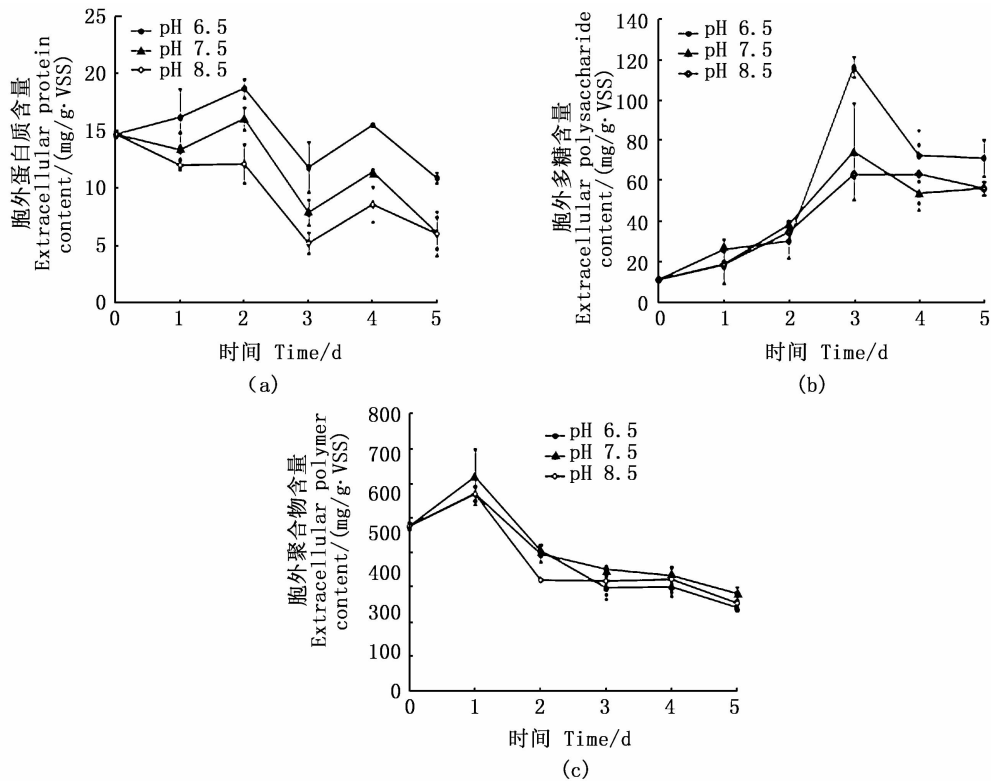 胞外蛋白质含量
Extracellular protein
content/(mg/g·VSS)
25
20
15
10
5
0
pH 6.5
pH 7.5
pH 8.5
0 1 2 3 4 5
时间 Time/d
(a)
胞外多糖含量
Extracellular polysaccharide
content/(mg/g·VSS)
140
120
100
80
60
40
20
0
pH 6.5
pH 7.5
pH 8.5
0 1 2 3 4 5
时间 Time/d
(b)
胞外聚合物含量
Extracellular polymer
content/(mg/g·VSS)
800
700
600
500
400
300
200
100
0
pH 6.5
pH 7.5
pH 8.5
0 1 2 3 4 5
时间 Time/d
(c)